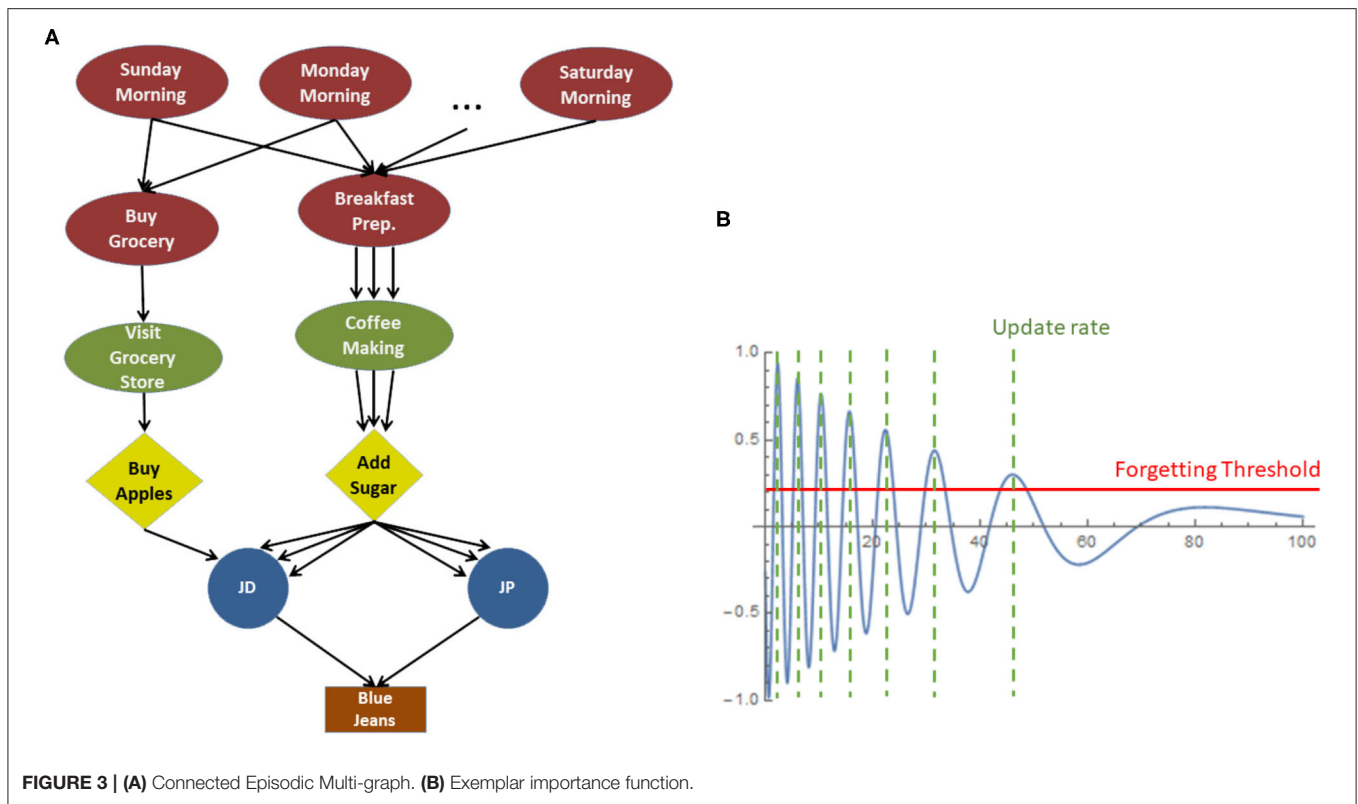 A
Sunday
Morning
Monday
Morning
...
Saturday
Morning
Buy
Grocery
Breakfast
Prep.
Visit
Grocery
Store
Coffee
Making
Buy
Apples
Add
Sugar
JD
JP
Blue
Jeans
B
Update rate
1.0
0.5
Forgetting Threshold
20
40
60
80
100
−0.5
−1.0
FIGURE 3 | (A) Connected Episodic Multi-graph. (B) Exemplar importance function.